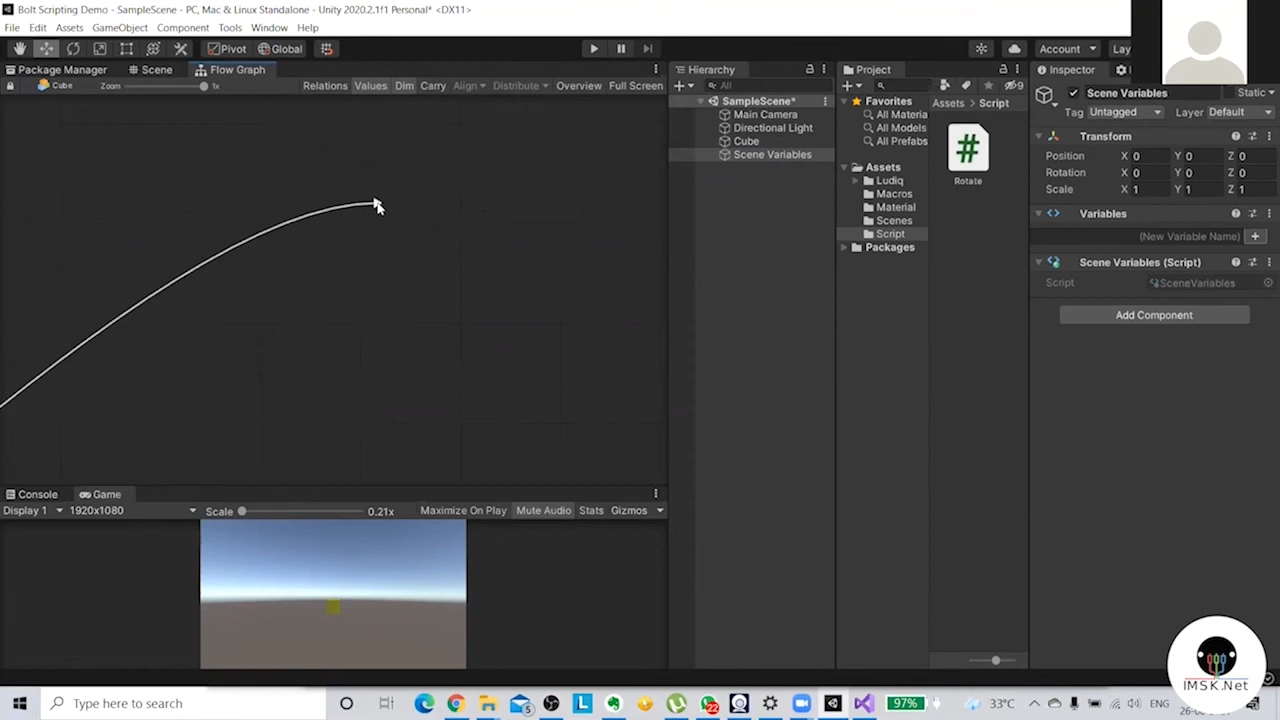 Bolt Scripting Demo - SampleScene - PC, Mac & Linux Standalone - Unity 2020.2.1f1 Personal* <DX11>
File Edit Assets GameObject Component Tools Window Help
Pivot Global Account Lay
Package Manager Scene Flow Graph Hierarchy Project Inspector
Cube Zoom 1x Relations Values Dim Carry Align Distribute Overview Full Screen
All
9
Scene Variables Static
Tag Untagged Layer Default
SampleScene*
Main Camera
Directional Light
Cube
Scene Variables
Favorites
All Materia
All Models
All Prefabs
Assets
Ludiq
Macros
Material
Scenes
Script
Packages
Assets > Script
#
Rotate
Transform
Position X 0 Y 0 Z 0
Rotation X 0 Y 0 Z 0
Scale X 1 Y 1 Z 1
Variables
(New Variable Name) +
Scene Variables (Script)
Script SceneVariables
Add Component
Console Game
Display 1 1920x1080 Scale 0.21x Maximize On Play Mute Audio Stats Gizmos
IMSK.Net
Type here to search
5
L
22
97% 33°C ENG